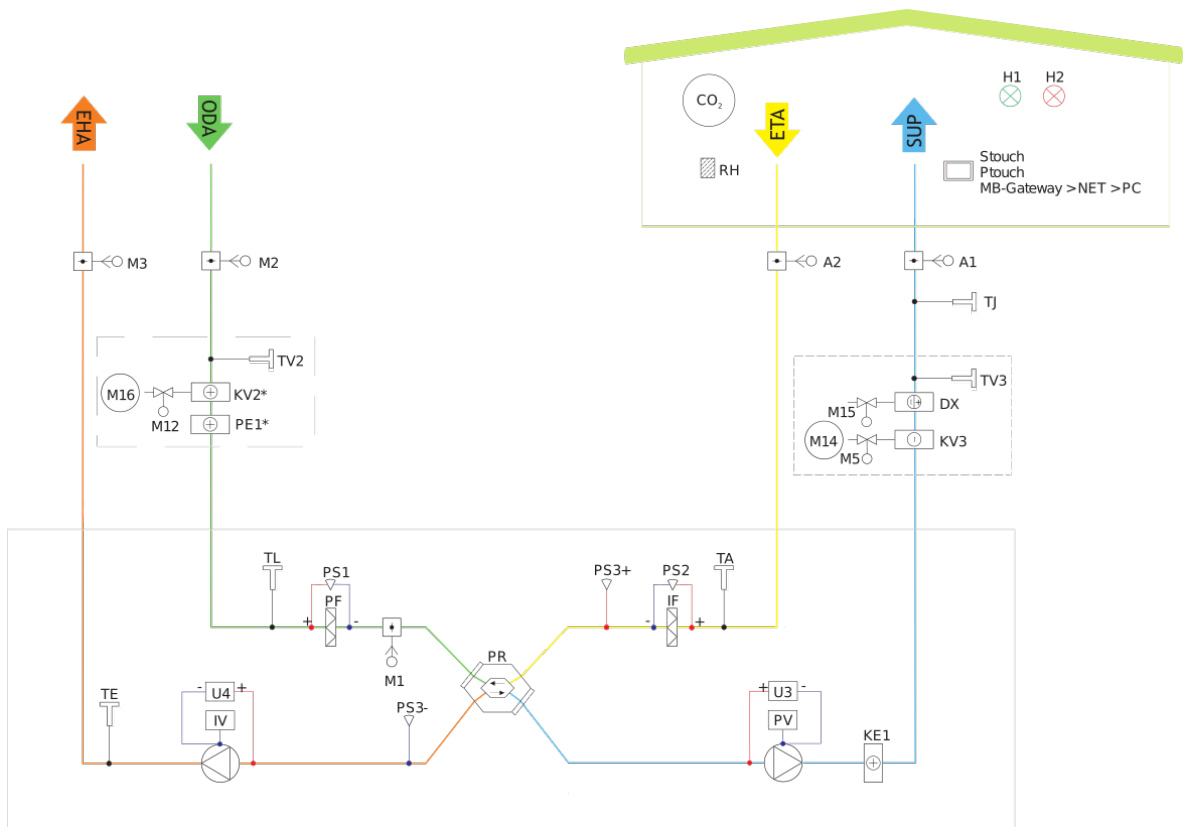 H1
H2
CO₂
EHA
ODA
ETA
SUP
RH
Stouch
Ptouch
MB-Gateway >NET >PC
M3
M2
A2
A1
TJ
TV2
TV3
M16
KV2*
M12
PE1*
M15
DX
M14
KV3
M5
TL
PS1
PS3+
PS2
TA
PF
IF
+
-
-
+
M1
PR
TE
-
U4
+
PS3-
+
U3
-
IV
PV
KE1